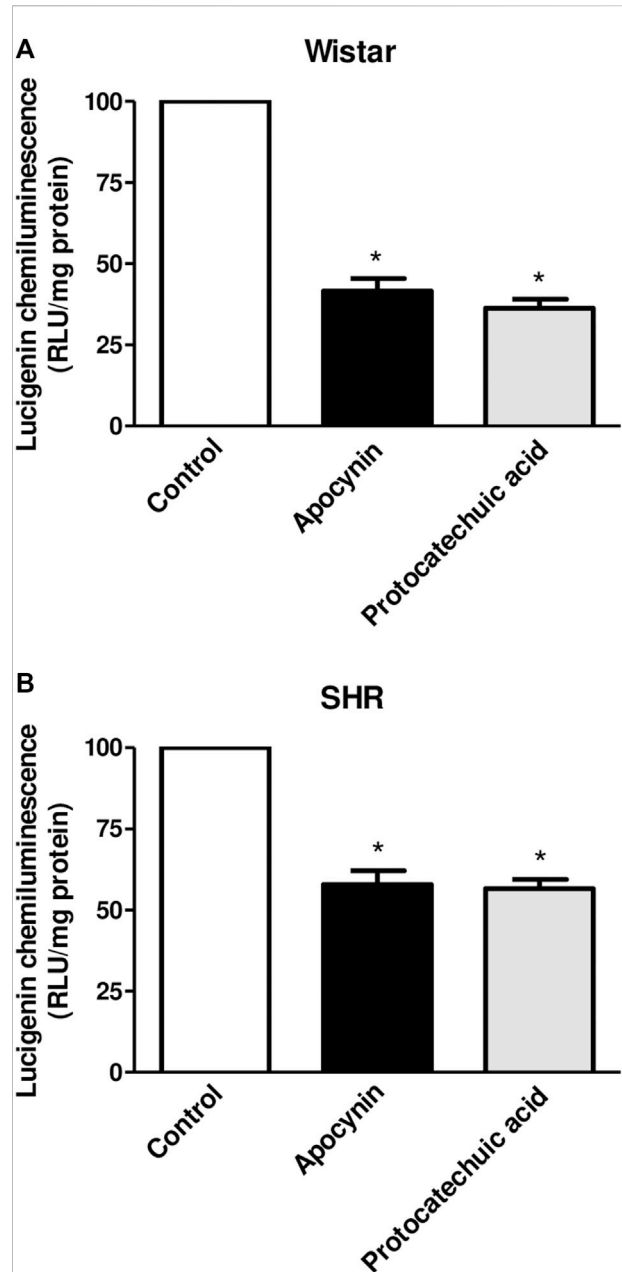 A
Wistar
Lucigenin chemiluminescence
(RLU/mg protein)
100
75
50
25
0
*
*
Control
Apocynin
Protocatechuic acid
B
SHR
Lucigenin chemiluminescence
(RLU/mg protein)
100
75
50
25
0
*
*
Control
Apocynin
Protocatechuic acid